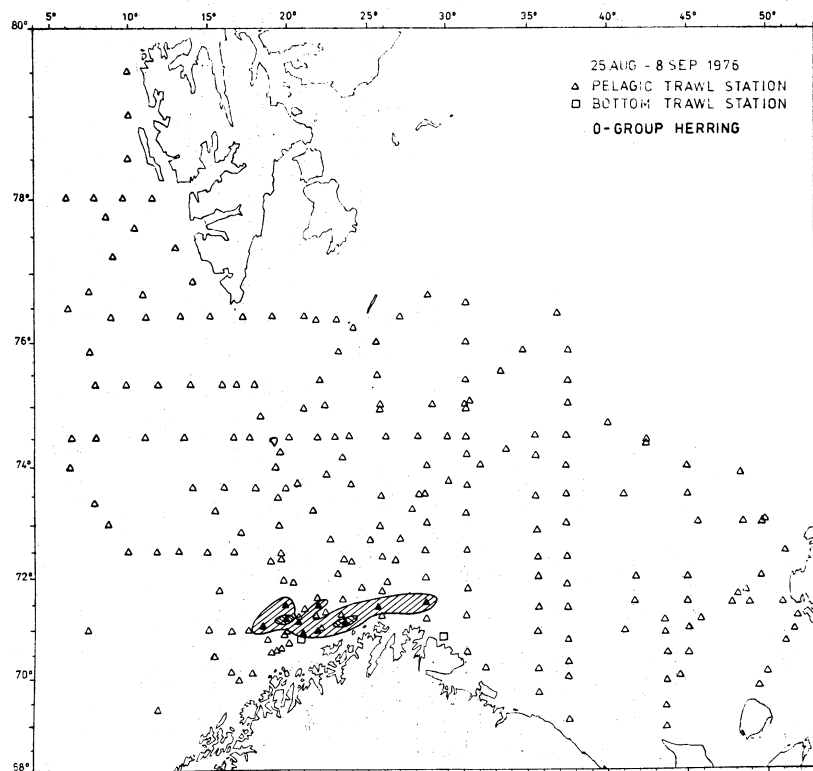 5° 10° 15° 20° 25° 30° 35° 40° 45° 50°
80°
25 AUG - 8 SEP 1976
△ PELAGIC TRAWL STATION
□ BOTTOM TRAWL STATION
0-GROUP HERRING
78°
76°
74°
72°
70°
68°